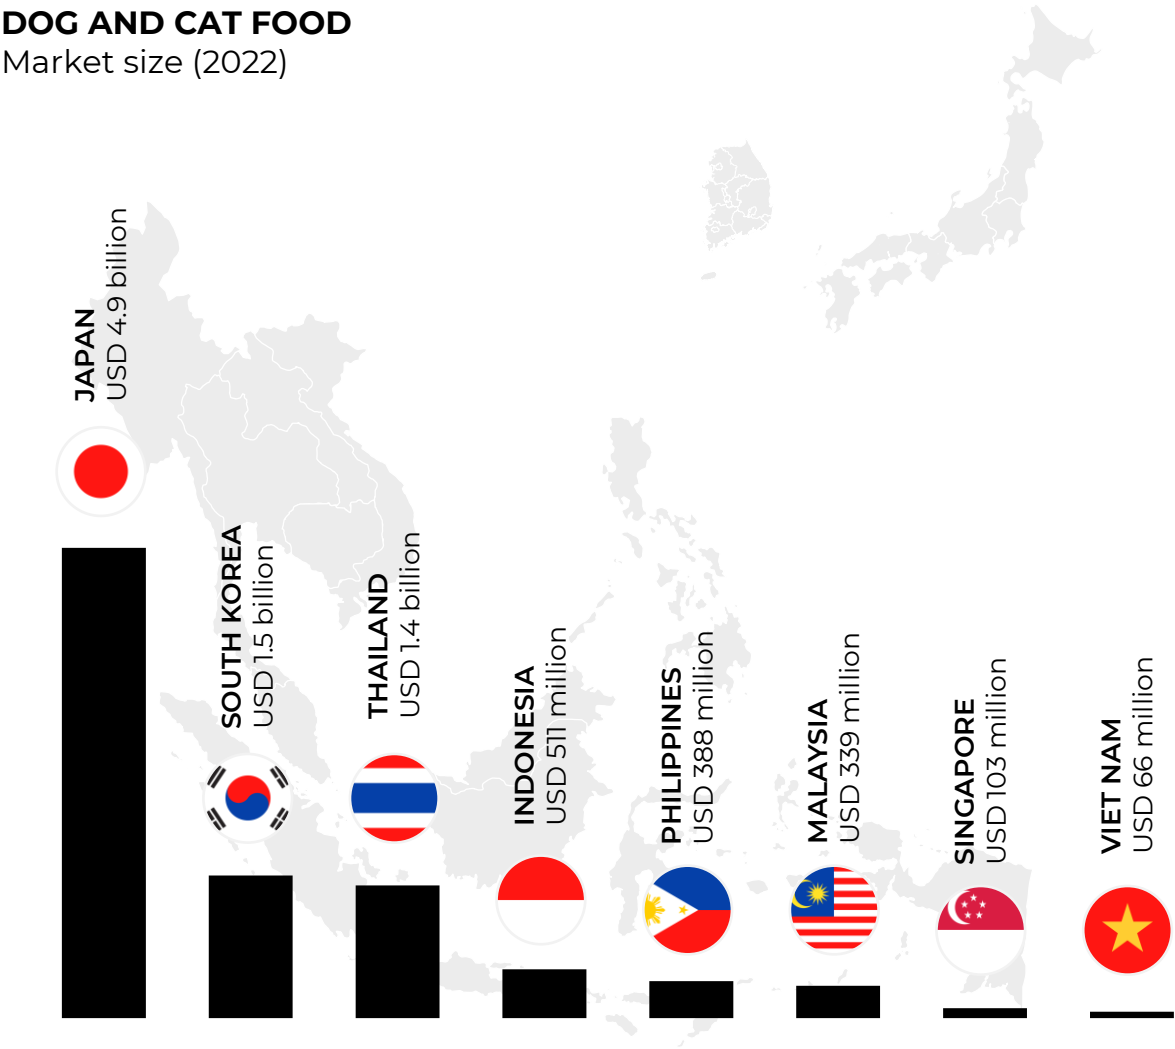 DOG AND CAT FOOD
Market size (2022)
JAPAN
USD 4.9 billion
SOUTH KOREA
USD 1.5 billion
THAILAND
USD 1.4 billion
INDONESIA
USD 511 million
PHILIPPINES
USD 388 million
MALAYSIA
USD 339 million
SINGAPORE
USD 103 million
VIET NAM
USD 66 million